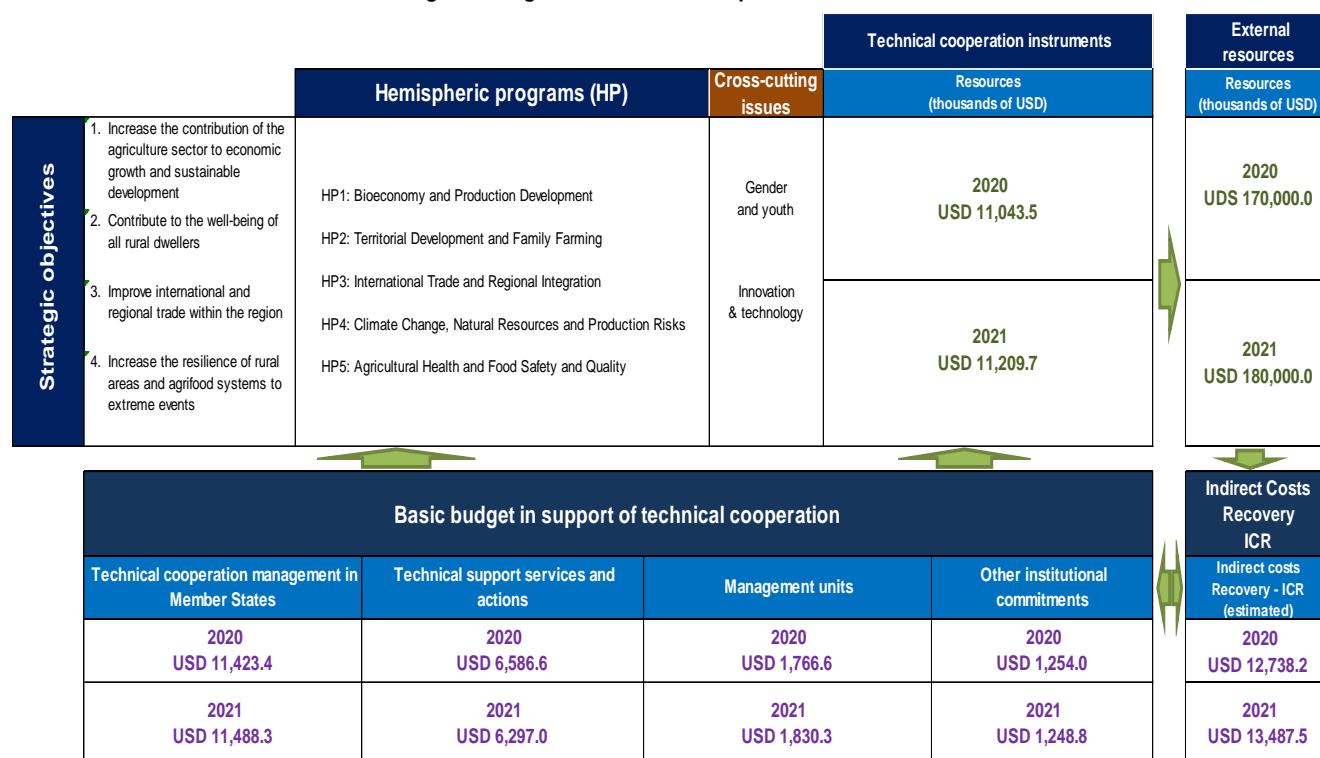 Technical cooperation instruments
External
resources
Hemispheric programs (HP)
Cross-cutting
issues
Resources
(thousands of USD)
Resources
(thousands of USD)
Strategic objectives
1. Increase the contribution of the
agriculture sector to economic
growth and sustainable
development
2. Contribute to the well-being of
all rural dwellers
3. Improve international and
regional trade within the region
4. Increase the resilience of rural
areas and agrifood systems to
extreme events
HP1: Bioeconomy and Production Development
HP2: Territorial Development and Family Farming
HP3: International Trade and Regional Integration
HP4: Climate Change, Natural Resources and Production Risks
HP5: Agricultural Health and Food Safety and Quality
Gender
and youth
Innovation
& technology
2020
USD 11,043.5
2021
USD 11,209.7
2020
UDS 170,000.0
2021
USD 180,000.0
Basic budget in support of technical cooperation
Indirect Costs
Recovery
ICR
Technical cooperation management in
Member States
Technical support services and
actions
Management units
Other institutional
commitments
Indirect costs
Recovery - ICR
(estimated)
2020
USD 11,423.4
2020
USD 6,586.6
2020
USD 1,766.6
2020
USD 1,254.0
2020
USD 12,738.2
2021
USD 11,488.3
2021
USD 6,297.0
2021
USD 1,830.3
2021
USD 1,248.8
2021
USD 13,487.5